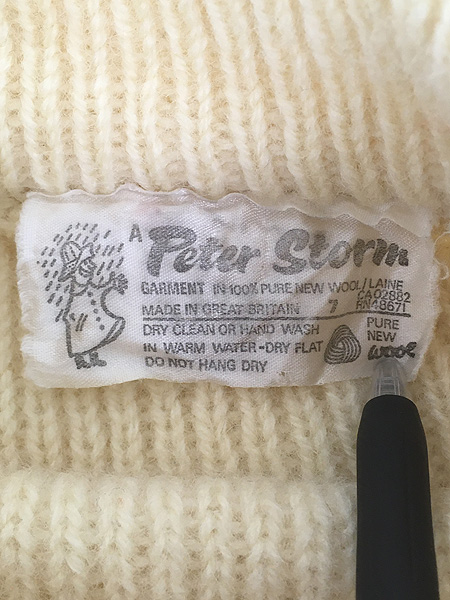 A Peter Storm
GARMENT IN 100% PURE NEW WOOL/LAINE
CA02882
MADE IN GREAT BRITAIN 7 RN48671
DRY CLEAN OR HAND WASH
IN WARM WATER-DRY FLAT
DO NOT HANG DRY
PURE
NEW
WOOL